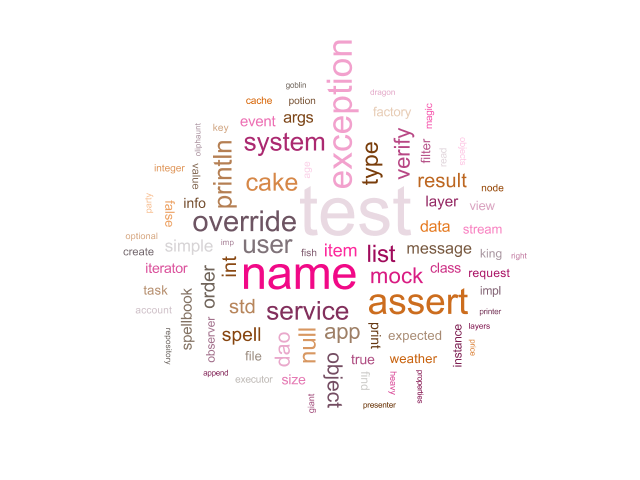 goblin
dragon
cache
potion
exception
key
event
args
factory
magic
oliphaunt
system
type
verify
filter
read
objects
integer
value
println
cake
age
result
node
party
false
info
override
test
layer
view
optional
simple
imp
user
data
stream
create
fish
item
list
message
king
right
iterator
int
name
mock
class
request
task
order
assert
impl
account
spellbook
std
service
printer
repository
observer
spell
dao
null
app
print
expected
instance
layers
file
object
true
weather
price
append
executor
size
find
heavy
properties
giant
presenter